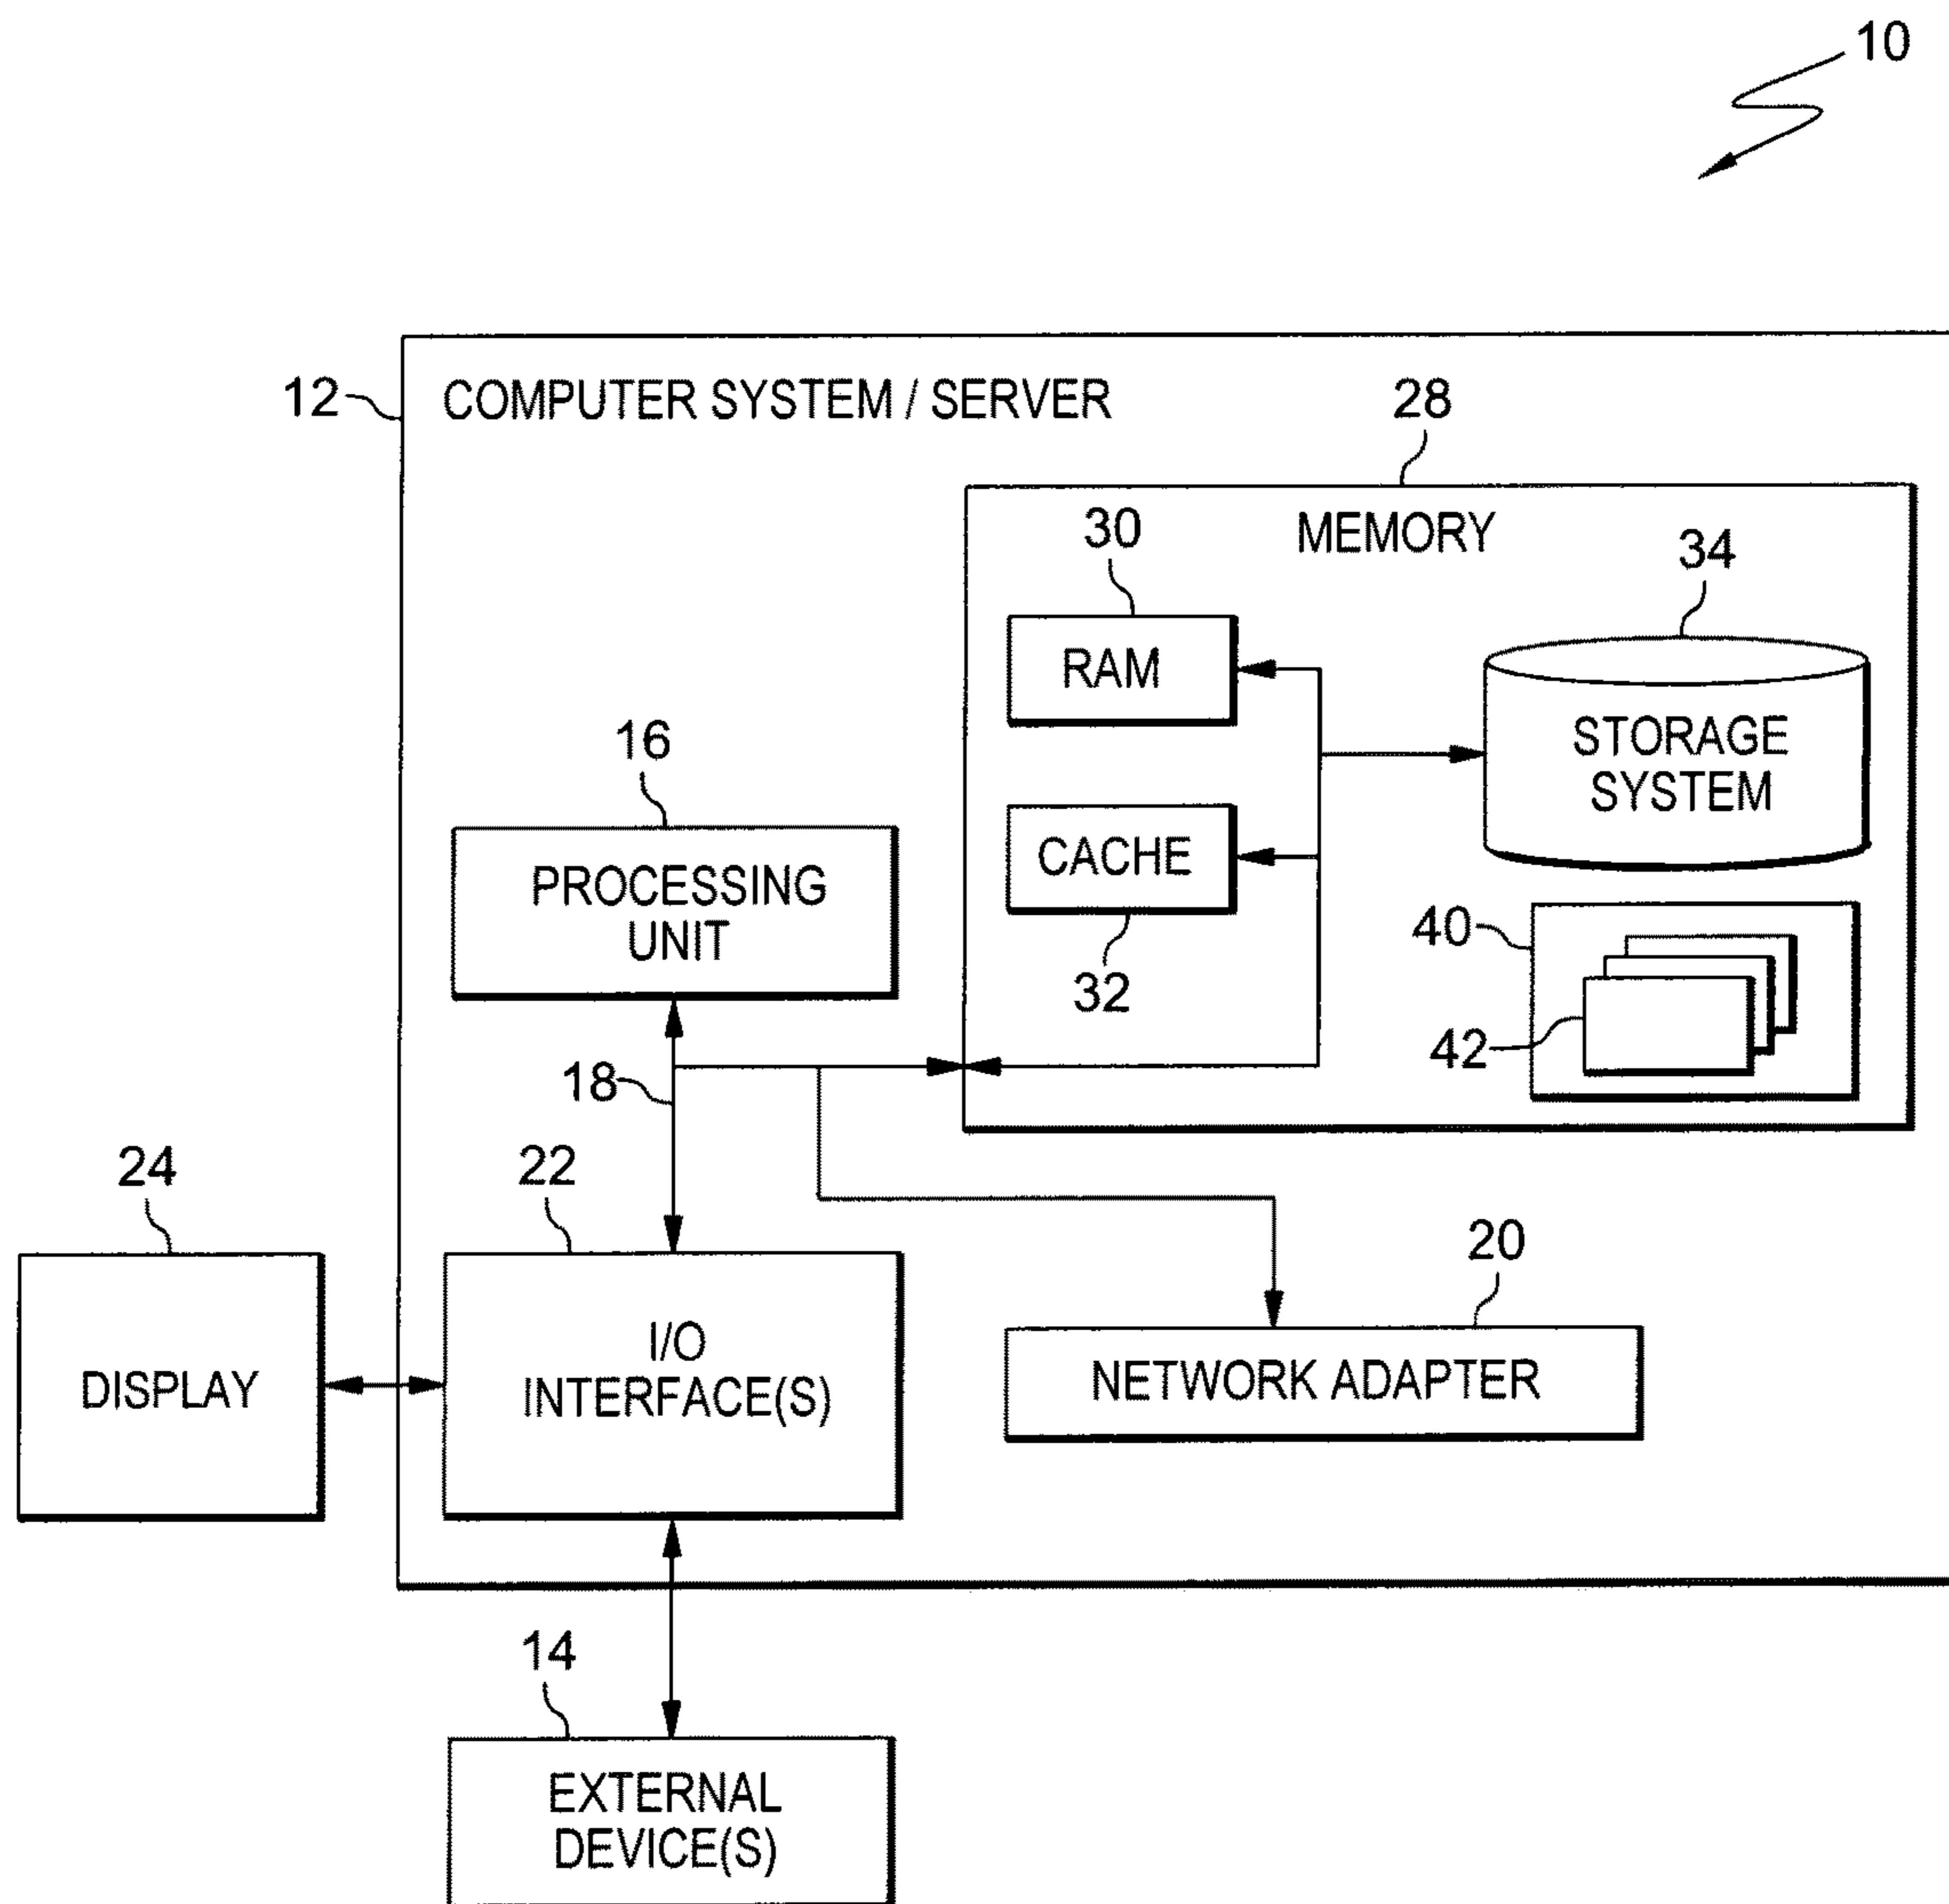 10
12
COMPUTER SYSTEM / SERVER
28
MEMORY
30
34
RAM
STORAGE
SYSTEM
16
CACHE
PROCESSING
UNIT
32
40
42
18
24
22
20
DISPLAY
I/O
INTERFACE(S)
NETWORK ADAPTER
14
EXTERNAL
DEVICE(S)